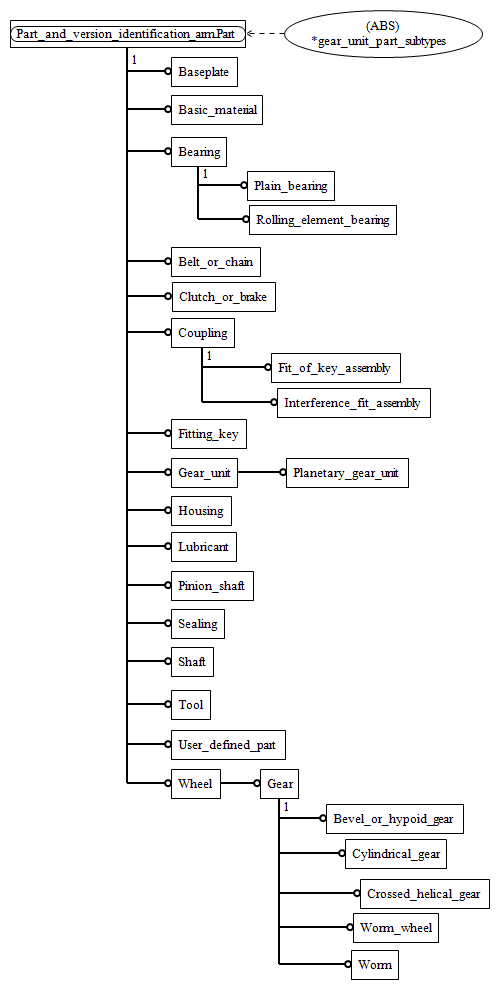 (ABS)
Part_and_version_identification_arm.Part
*gear_unit_part_subtypes
1
Baseplate
Basic_material
Bearing
1
Plain_bearing
Rolling_element_bearing
Belt_or_chain
Clutch_or_brake
Coupling
1
Fit_of_key_assembly
Interference_fit_assembly
Fitting_key
Gear_unit
Planetary_gear_unit
Housing
Lubricant
Pinion_shaft
Sealing
Shaft
Tool
User_defined_part
Wheel
Gear
1
Bevel_or_hypoid_gear
Cylindrical_gear
Crossed_helical_gear
Worm_wheel
Worm